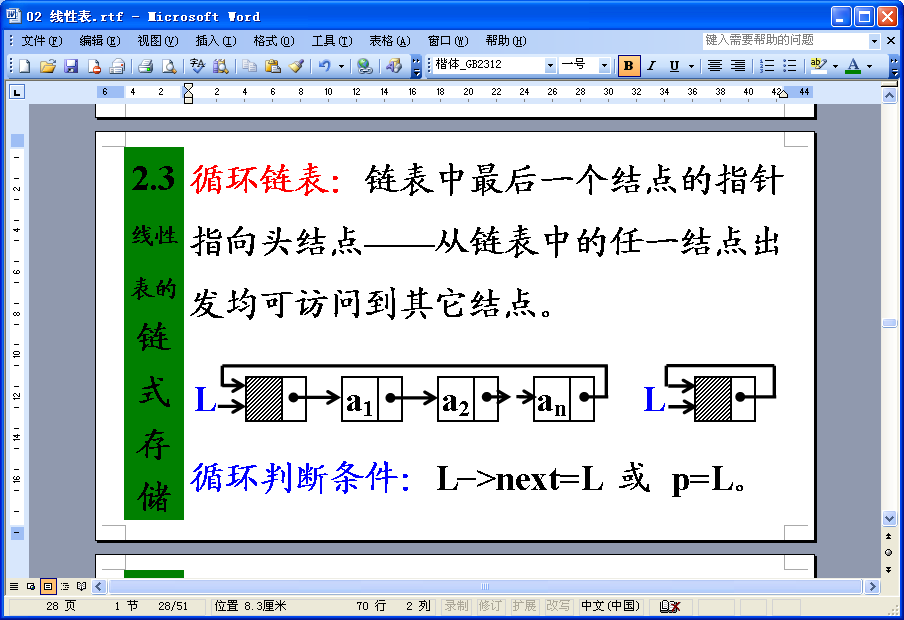 02 线性表.rtf - Microsoft Word
文件(F) 编辑(E) 视图(V) 插入(I) 格式(O) 工具(T) 表格(A) 窗口(W) 帮助(H) 键入需要帮助的问题
楷体_GB2312 一号 B I U A
6 4 2 2 4 6 8 10 12 14 16 18 20 22 24 26 28 30 32 34 36 38 40 42 44
2.3 循环链表：链表中最后一个结点的指针
线性 指向头结点——从链表中的任一结点出
表的 发均可访问到其它结点。
链
式
存
储
L a1 a2 an L
循环判断条件：L->next=L 或 p=L。
28 页 1 节 28/51 位置 8.3厘米 70 行 2 列 录制 修订 扩展 改写 中文(中国)